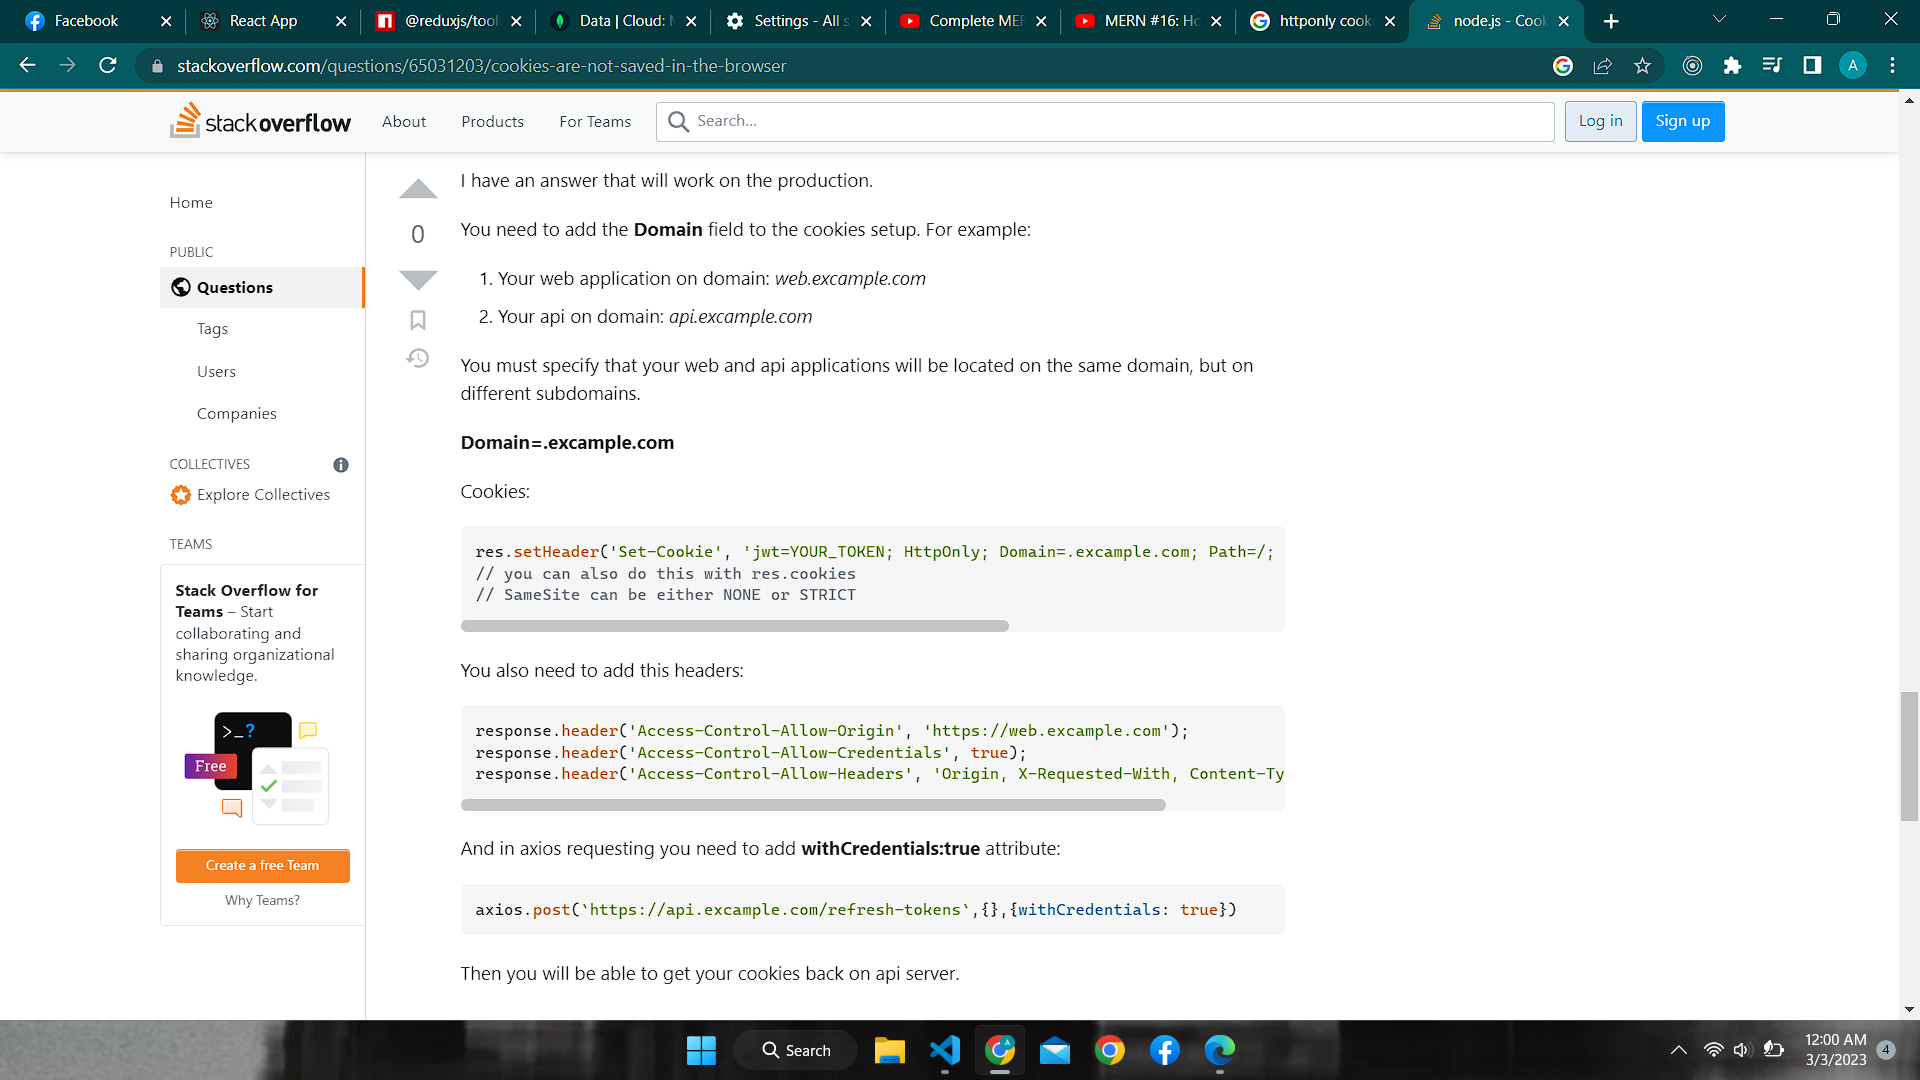 Facebook
React App
@reduxjs/tool
Data | Cloud: M
Settings - All s
Complete MER
MERN #16: Ho
httponly cooki
node.js - Cook
stackoverflow.com/questions/65031203/cookies-are-not-saved-in-the-browser
A
stackoverflow
About
Products
For Teams
Search...
Log in
Sign up
Home
PUBLIC
Questions
Tags
Users
Companies
COLLECTIVES
Explore Collectives
TEAMS
Stack Overflow for
Teams – Start
collaborating and
sharing organizational
knowledge.
>_?
Free
Create a free Team
Why Teams?
0
I have an answer that will work on the production.
You need to add the Domain field to the cookies setup. For example:
1. Your web application on domain: web.excample.com
2. Your api on domain: api.excample.com
You must specify that your web and api applications will be located on the same domain, but on
different subdomains.
Domain=.excample.com
Cookies:
res.setHeader('Set-Cookie', 'jwt=YOUR_TOKEN; HttpOnly; Domain=.excample.com; Path=/;
// you can also do this with res.cookies
// SameSite can be either NONE or STRICT
You also need to add this headers:
response.header('Access-Control-Allow-Origin', 'https://web.excample.com');
response.header('Access-Control-Allow-Credentials', true);
response.header('Access-Control-Allow-Headers', 'Origin, X-Requested-With, Content-Ty
And in axios requesting you need to add withCredentials:true attribute:
axios.post(`https://api.excample.com/refresh-tokens`,{},{withCredentials: true})
Then you will be able to get your cookies back on api server.
Search
A
12:00 AM
3/3/2023
4